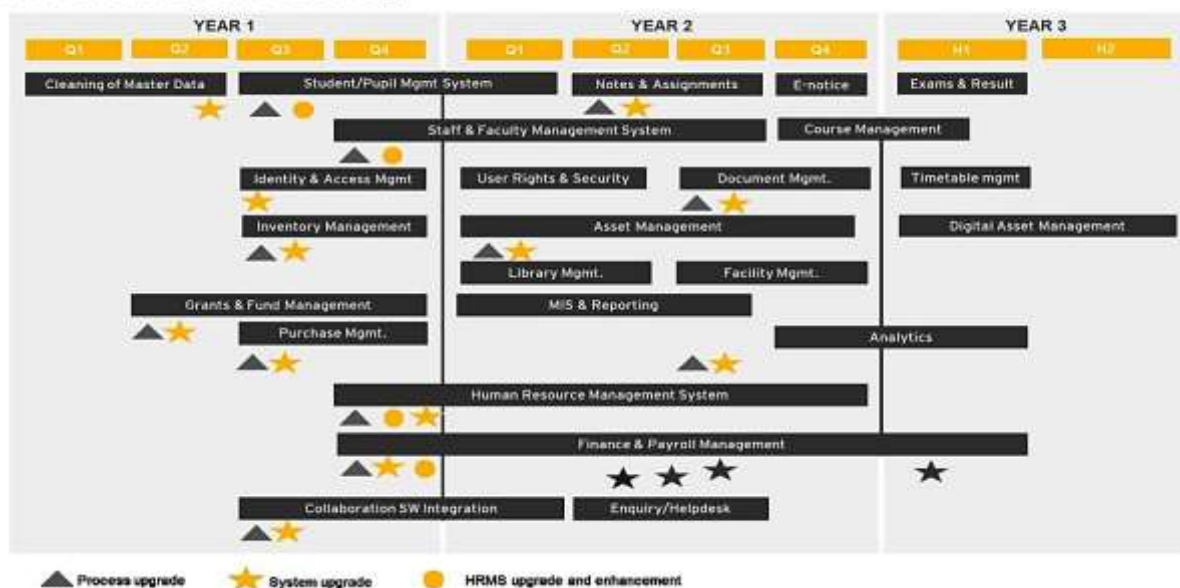 YEAR 1 YEAR 2 YEAR 3
Q1 Q2 Q3 Q4 Q1 Q2 Q3 Q4 H1 H2
Cleaning of Master Data Student/Pupil Mgmt System Notes & Assignments E-notice Exams & Result
Staff & Faculty Management System Course Management
Identity & Access Mgmt User Rights & Security Document Mgmt. Timetable mgmt
Inventory Management Asset Management Digital Asset Management
Library Mgmt. Facility Mgmt.
Grants & Fund Management MIS & Reporting
Purchase Mgmt. Analytics
Human Resource Management System
Finance & Payroll Management
Collaboration SW Integration Enquiry/Helpdesk
Process upgrade System upgrade HRMS upgrade and enhancement